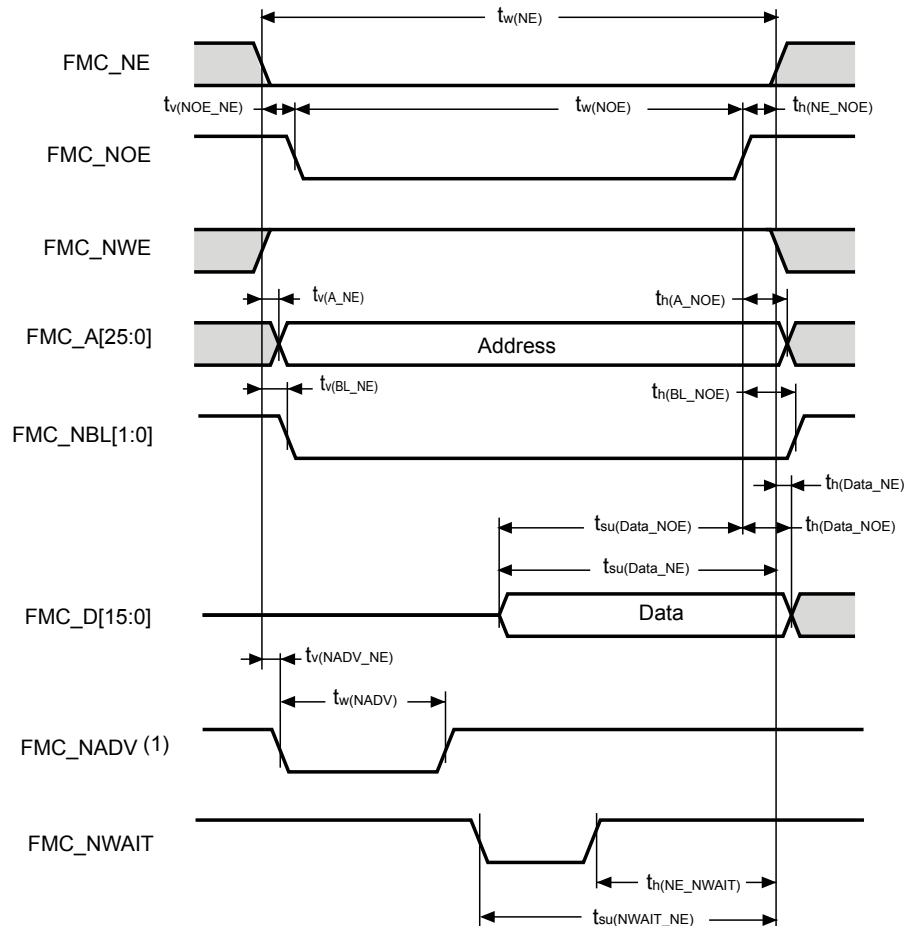 tw(NE)
FMC_NE
tv(NOE_NE)
tw(NOE)
th(NE_NOE)
FMC_NOE
FMC_NWE
tv(A_NE)
th(A_NOE)
FMC_A[25:0]
Address
tv(BL_NE)
th(BL_NOE)
FMC_NBL[1:0]
th(Data_NE)
tsu(Data_NOE)
th(Data_NOE)
tsu(Data_NE)
FMC_D[15:0]
Data
tv(NADV_NE)
tw(NADV)
FMC_NADV (1)
FMC_NWAIT
th(NE_NWAIT)
tsu(NWAIT_NE)